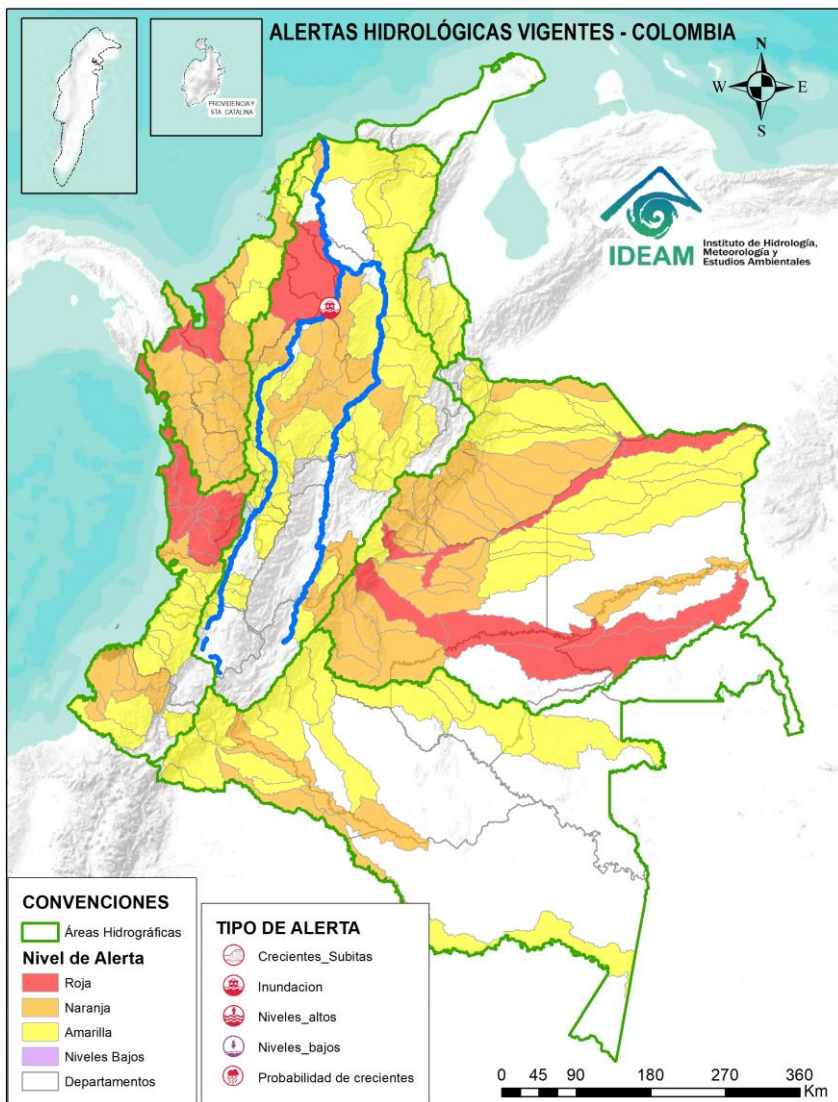 ALERTAS HIDROLÓGICAS VIGENTES - COLOMBIA
PROVIDENCIA Y
STA. CATALINA
N
W
E
S
IDEAM
Instituto de Hidrología,
Meteorología y
Estudios Ambientales
CONVENCIONES
Áreas Hidrográficas
Nivel de Alerta
Roja
Naranja
Amarilla
Niveles Bajos
Departamentos
TIPO DE ALERTA
Crecientes_Subitas
Inundacion
Niveles_altos
Niveles_bajos
Probabilidad de crecientes
0 45 90 180 270 360
Km